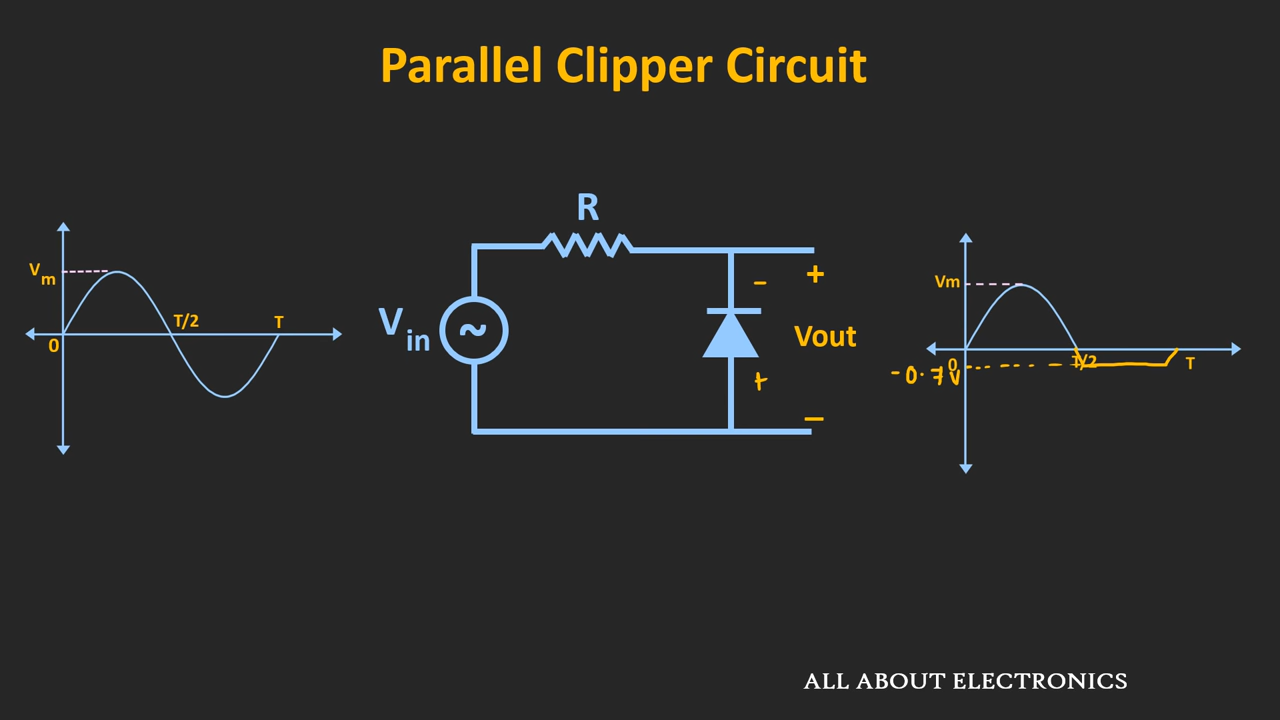 Parallel Clipper Circuit
R
Vm
T/2
T
0
Vin
~
-
+
+
Vout
–
Vm
0
-0.7V
T/2
T
ALL ABOUT ELECTRONICS